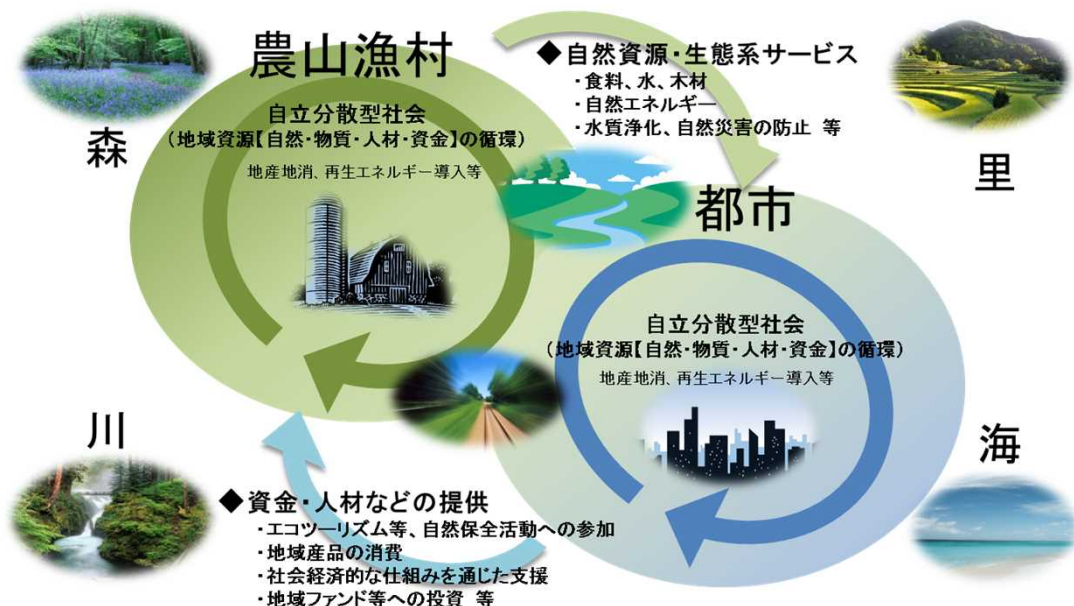 農山漁村
自立分散型社会
(地域資源【自然・物質・人材・資金】の循環)
地産地消、再生エネルギー導入等
◆自然資源・生態系サービス
・食料、水、木材
・自然エネルギー
・水質浄化、自然災害の防止 等
森
里
都市
自立分散型社会
(地域資源【自然・物質・人材・資金】の循環)
地産地消、再生エネルギー導入等
川
海
◆資金・人材などの提供
・エコツーリズム等、自然保全活動への参加
・地域産品の消費
・社会経済的な仕組みを通じた支援
・地域ファンド等への投資 等